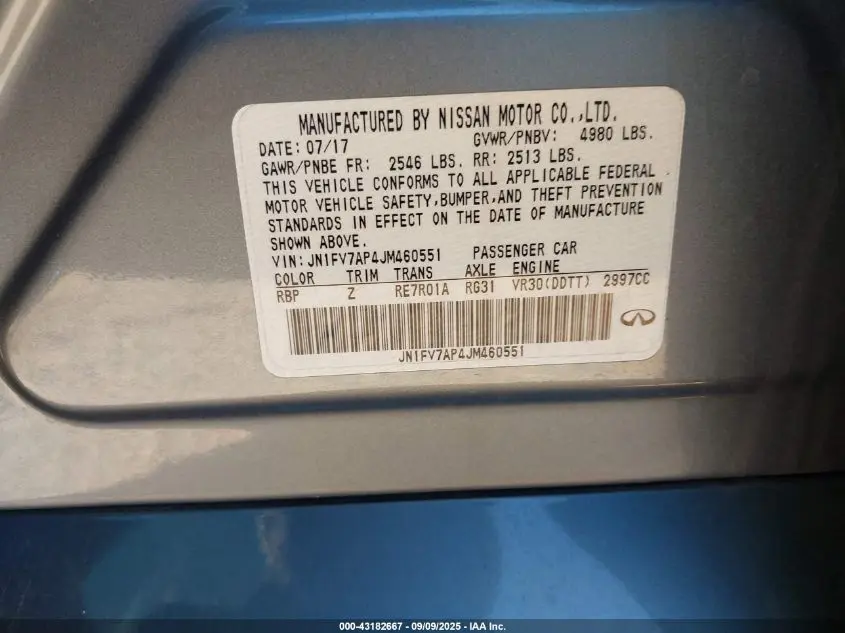 MANUFACTURED BY NISSAN MOTOR CO.,LTD.
DATE: 07/17 GVWR/PNBV: 4980 LBS.
GAWR/PNBE FR: 2546 LBS. RR: 2513 LBS.
THIS VEHICLE CONFORMS TO ALL APPLICABLE FEDERAL
MOTOR VEHICLE SAFETY,BUMPER,AND THEFT PREVENTION
STANDARDS IN EFFECT ON THE DATE OF MANUFACTURE
SHOWN ABOVE.
VIN:JN1FV7AP4JM460551 PASSENGER CAR
COLOR TRIM TRANS AXLE ENGINE
RBP Z RE7R01A RG31 VR30(DDTT) 2997CC
JN1FV7AP4JM460551
000-43182667 - 09/09/2025 - IAA Inc.